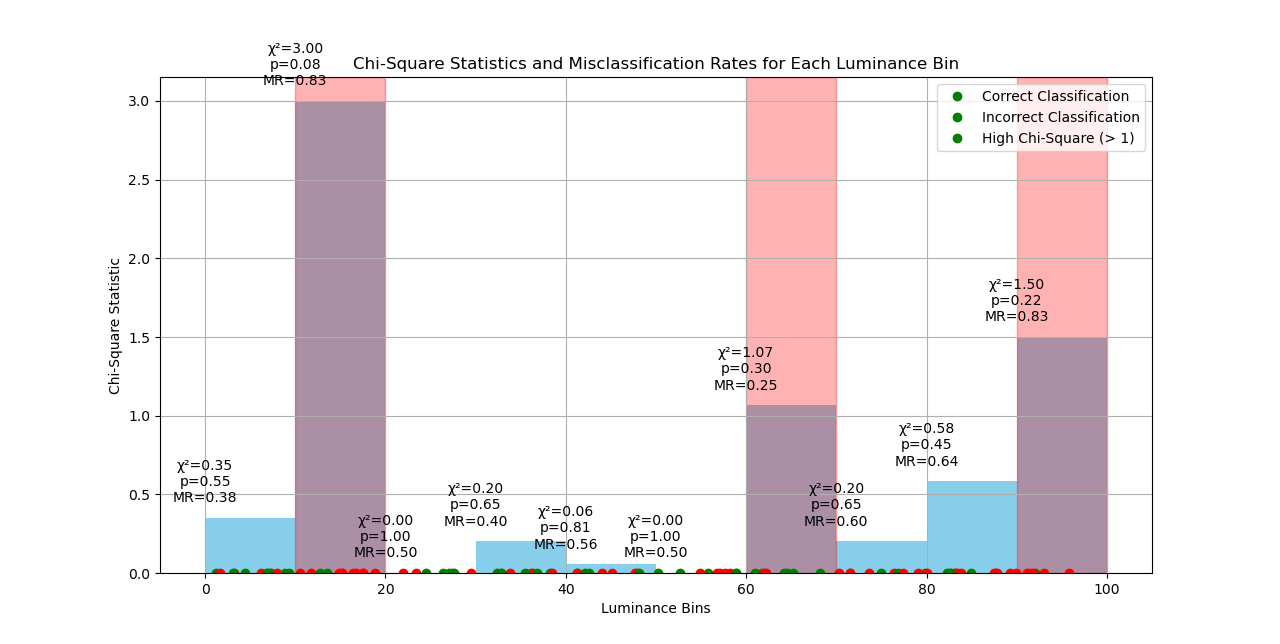 χ²=3.00
p=0.08
MR=0.83
Chi-Square Statistics and Misclassification Rates for Each Luminance Bin
Correct Classification
Incorrect Classification
High Chi-Square (> 1)
3.0
2.5
2.0
1.5
1.0
0.5
0.0
Chi-Square Statistic
χ²=0.35
p=0.55
MR=0.38
χ²=0.00
p=1.00
MR=0.50
χ²=0.20
p=0.65
MR=0.40
χ²=0.06
p=0.81
MR=0.56
χ²=0.00
p=1.00
MR=0.50
χ²=1.07
p=0.30
MR=0.25
χ²=0.20
p=0.65
MR=0.60
χ²=0.58
p=0.45
MR=0.64
χ²=1.50
p=0.22
MR=0.83
0
20
40
60
80
100
Luminance Bins